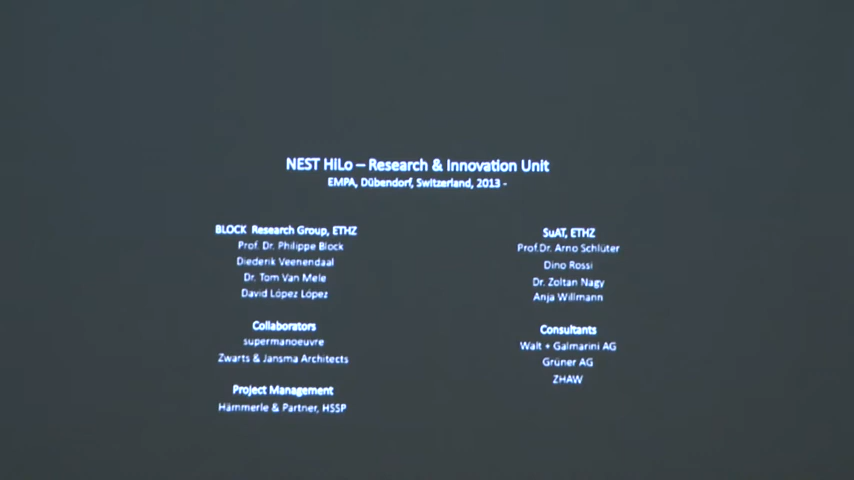 NEST HiLo – Research & Innovation Unit
EMPA, Dübendorf, Switzerland, 2013 -
BLOCK Research Group, ETHZ
Prof. Dr. Philippe Block
Diederik Veenendaal
Dr. Tom Van Mele
David López López
Collaborators
supermanoeuvre
Zwarts & Jansma Architects
Project Management
Hämmerle & Partner, HSSP
SuAT, ETHZ
Prof.Dr. Arno Schlüter
Dino Rossi
Dr. Zoltan Nagy
Anja Willmann
Consultants
Walt + Galmarini AG
Grüner AG
ZHAW